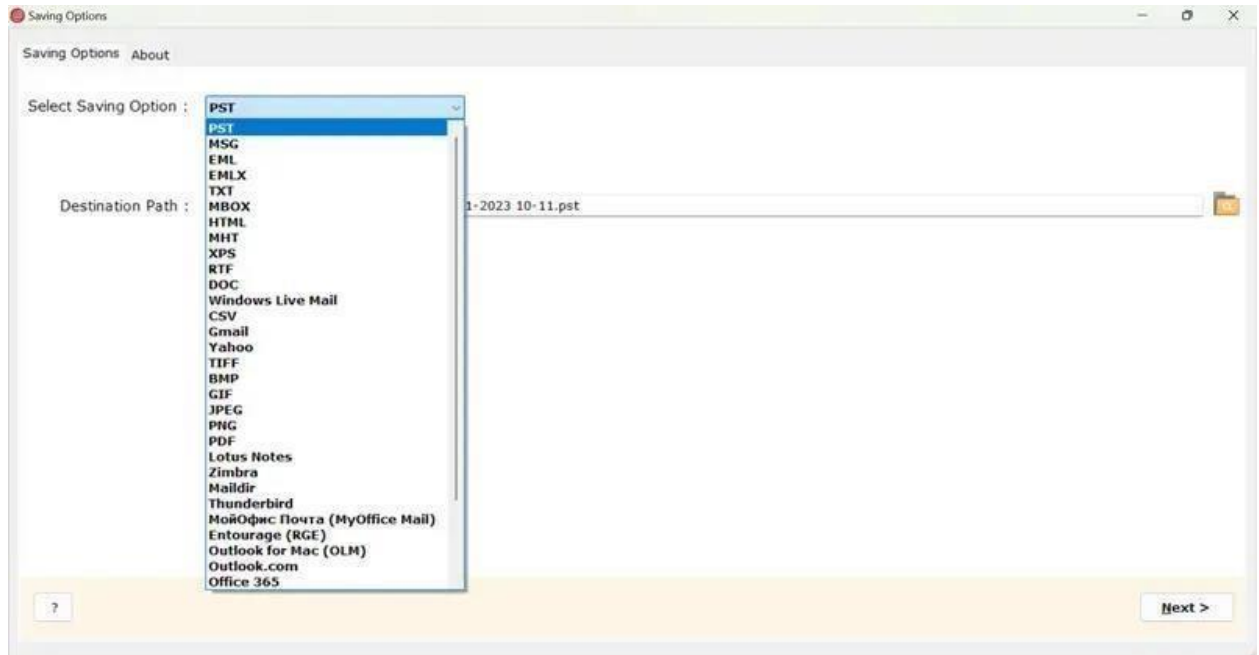 Saving Options
Saving Options About
Select Saving Option : PST
PST
MSG
EML
EMLX
TXT
Destination Path : MBOX 1-2023 10-11.pst
HTML
MHT
XPS
RTF
DOC
Windows Live Mail
CSV
Gmail
Yahoo
TIFF
BMP
GIF
JPEG
PNG
PDF
Lotus Notes
Zimbra
Maildir
Thunderbird
МойОфис Почта (MyOffice Mail)
Entourage (RGE)
Outlook for Mac (OLM)
Outlook.com
Office 365
? Next >